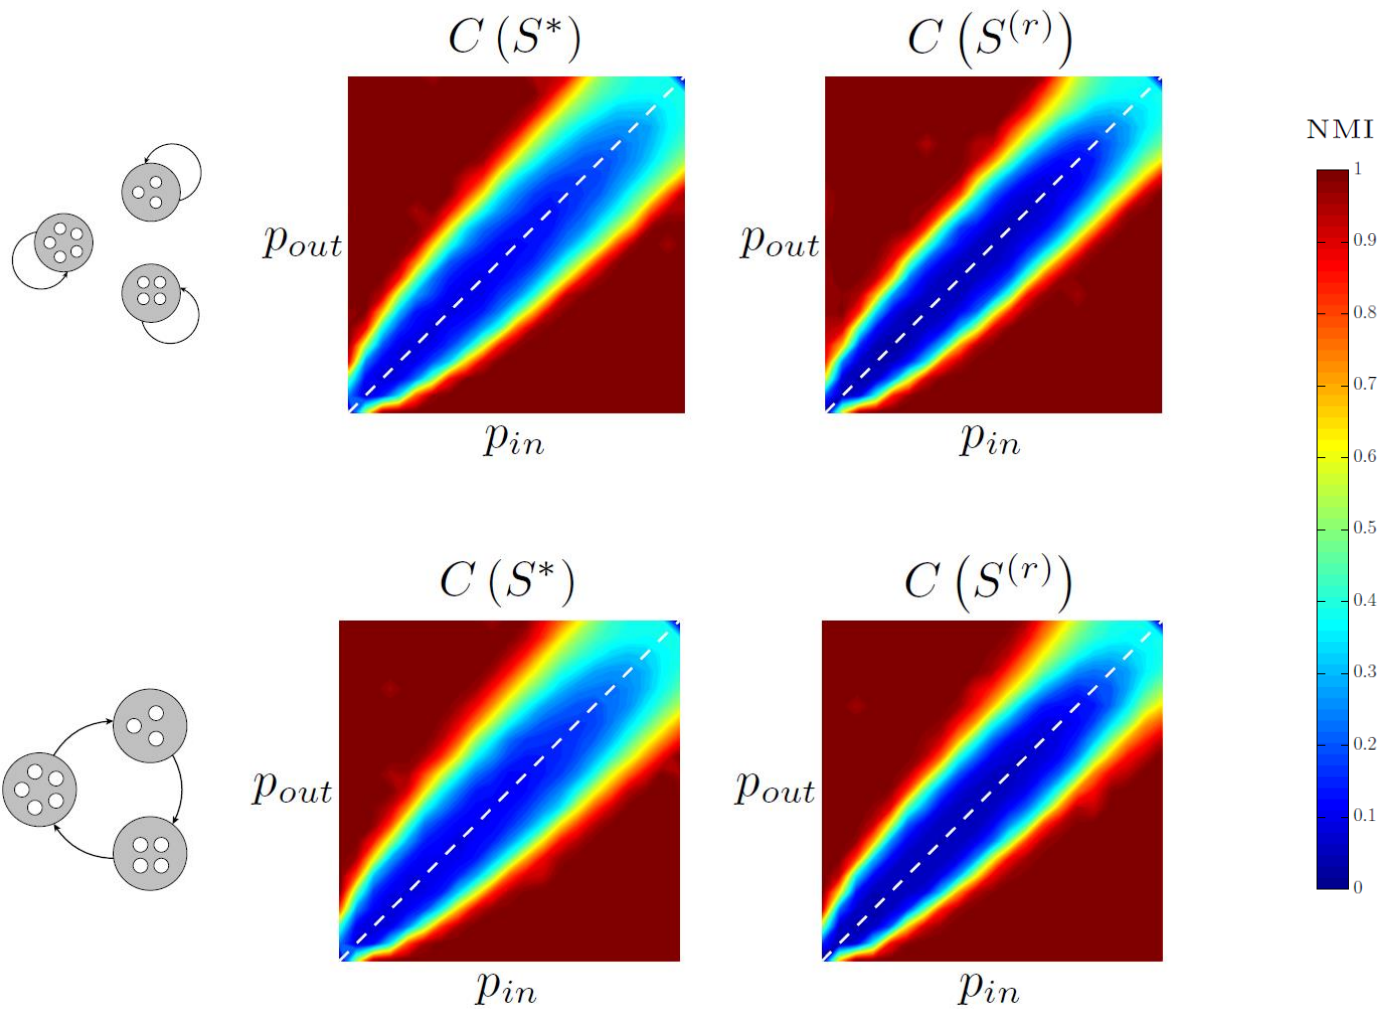 C (S*)
C (S^(r))
NMI
1
0.9
0.8
0.7
0.6
0.5
0.4
0.3
0.2
0.1
0
p_out
p_out
p_in
p_in
C (S*)
C (S^(r))
p_out
p_out
p_in
p_in